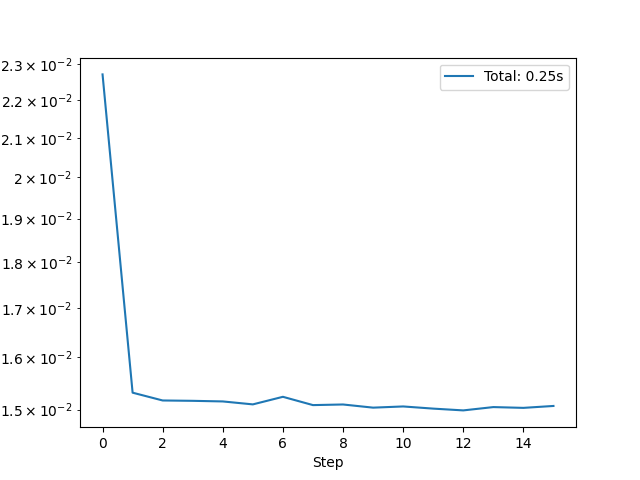 2.3 × 10⁻²
2.2 × 10⁻²
2.1 × 10⁻²
2 × 10⁻²
1.9 × 10⁻²
1.8 × 10⁻²
1.7 × 10⁻²
1.6 × 10⁻²
1.5 × 10⁻²
Total: 0.25s
0 2 4 6 8 10 12 14
Step